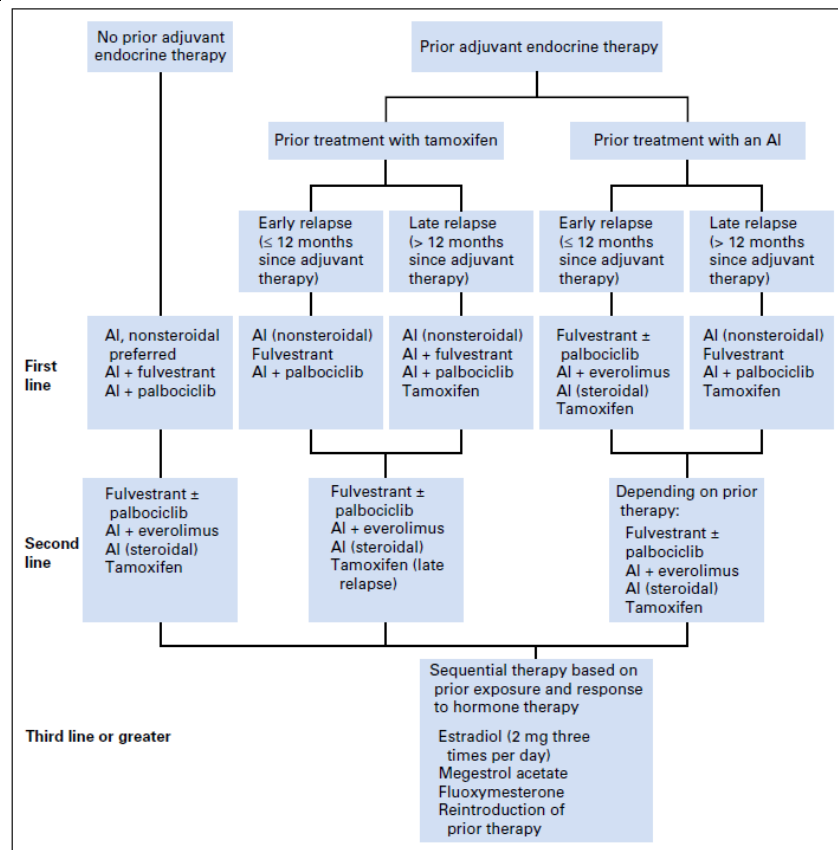 No prior adjuvant
endocrine therapy
Prior adjuvant endocrine therapy
Prior treatment with tamoxifen
Prior treatment with an AI
Early relapse
(≤ 12 months
since adjuvant
therapy)
Late relapse
(> 12 months
since adjuvant
therapy)
Early relapse
(≤ 12 months
since adjuvant
therapy)
Late relapse
(> 12 months
since adjuvant
therapy)
First
line
AI, nonsteroidal
preferred
AI + fulvestrant
AI + palbociclib
AI (nonsteroidal)
Fulvestrant
AI + palbociclib
AI (nonsteroidal)
AI + fulvestrant
AI + palbociclib
Tamoxifen
Fulvestrant ±
palbociclib
AI + everolimus
AI (steroidal)
Tamoxifen
AI (nonsteroidal)
Fulvestrant
AI + palbociclib
Tamoxifen
Second
line
Fulvestrant ±
palbociclib
AI + everolimus
AI (steroidal)
Tamoxifen
Fulvestrant ±
palbociclib
AI + everolimus
AI (steroidal)
Tamoxifen (late
relapse)
Depending on prior
therapy:
Fulvestrant ±
palbociclib
AI + everolimus
AI (steroidal)
Tamoxifen
Third line or greater
Sequential therapy based on
prior exposure and response
to hormone therapy
Estradiol (2 mg three
times per day)
Megestrol acetate
Fluoxymesterone
Reintroduction of
prior therapy